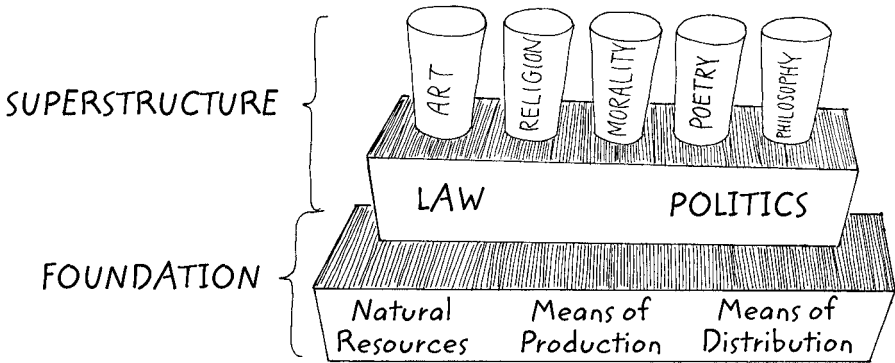 ART
RELIGION
MORALITY
POETRY
PHILOSOPHY
SUPERSTRUCTURE
LAW
POLITICS
FOUNDATION
Natural
Resources
Means of
Production
Means of
Distribution